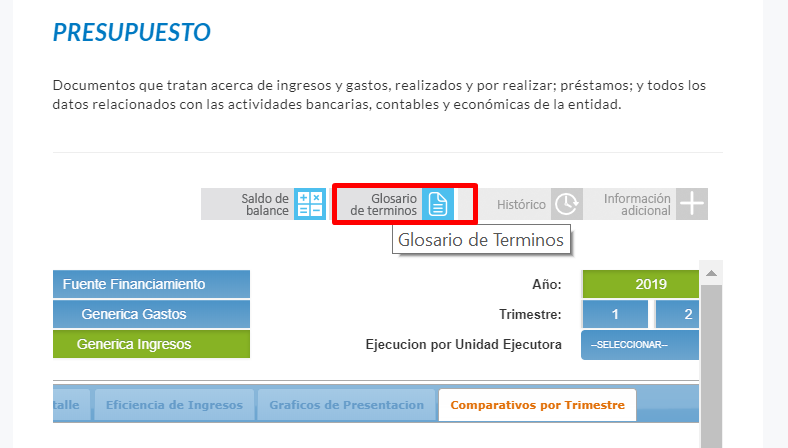 PRESUPUESTO
Documentos que tratan acerca de ingresos y gastos, realizados y por realizar; préstamos; y todos los
datos relacionados con las actividades bancarias, contables y económicas de la entidad.
Saldo de
balance
Glosario
de terminos
Histórico
Información
adicional
Glosario de Terminos
Fuente Financiamiento
Generica Gastos
Generica Ingresos
Año:
2019
Trimestre:
1
2
Ejecucion por Unidad Ejecutora
--SELECCIONAR--
talle
Eficiencia de Ingresos
Graficos de Presentacion
Comparativos por Trimestre